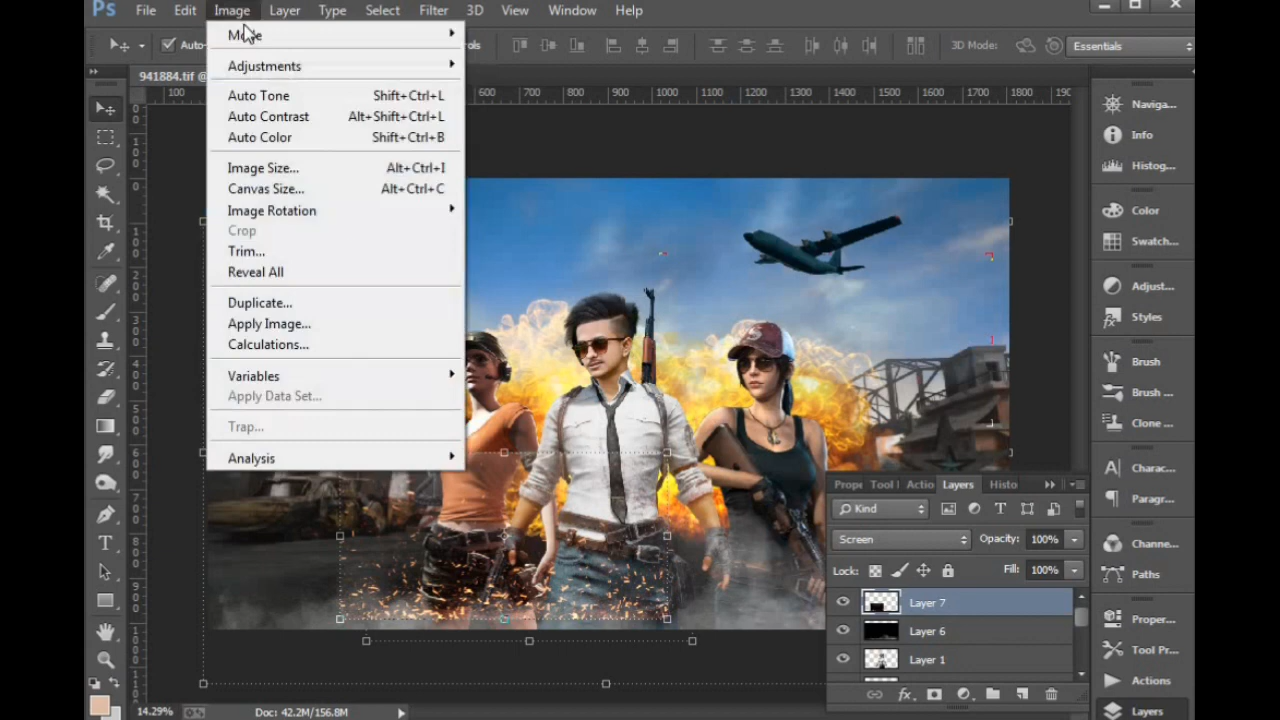 Ps File Edit Image Layer Type Select Filter 3D View Window Help
Auto- 3D Mode: Essentials
941884.tif @
100 600 700 800 900 1000 1100 1200 1300 1400 1500 1600 1700 1800
Adjustments
Auto Tone Shift+Ctrl+L
Auto Contrast Alt+Shift+Ctrl+L
Auto Color Shift+Ctrl+B
Image Size... Alt+Ctrl+I
Canvas Size... Alt+Ctrl+C
Image Rotation
Crop
Trim...
Reveal All
Duplicate...
Apply Image...
Calculations...
Variables
Apply Data Set...
Trap...
Analysis
Naviga...
Info
Histog...
Color
Swatch...
Adjust...
Styles
Brush
Brush ...
Clone ...
Charac...
Paragr...
Channe...
Paths
Proper...
Tool Pr...
Actions
Layers
Tool Actio Layers Histo
Kind
Screen Opacity: 100%
Lock: Fill: 100%
Layer 7
Layer 6
Layer 1
14.29% Doc: 42.2M/156.8M